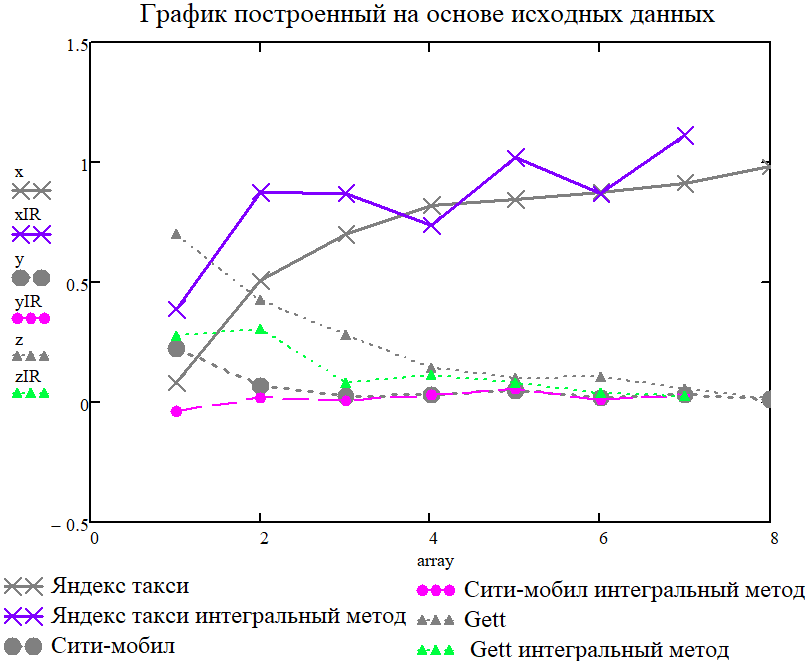 График построенный на основе исходных данных
1.5
1
0.5
0
− 0.5
x
xIR
y
yIR
z
zIR
0 2 4 6 8
array
Яндекс такси
Яндекс такси интегральный метод
Сити-мобил
Сити-мобил интегральный метод
Gett
Gett интегральный метод